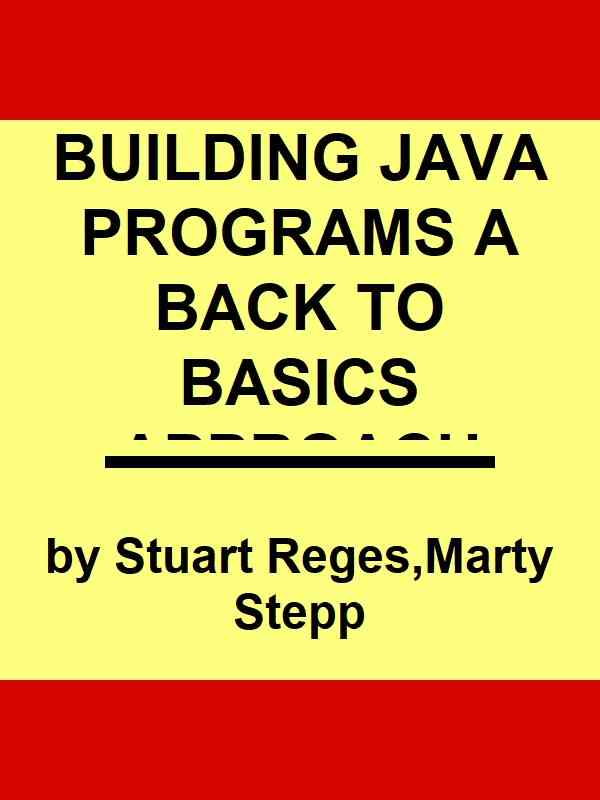 BUILDING JAVA
PROGRAMS A
BACK TO
BASICS
by Stuart Reges,Marty
Stepp